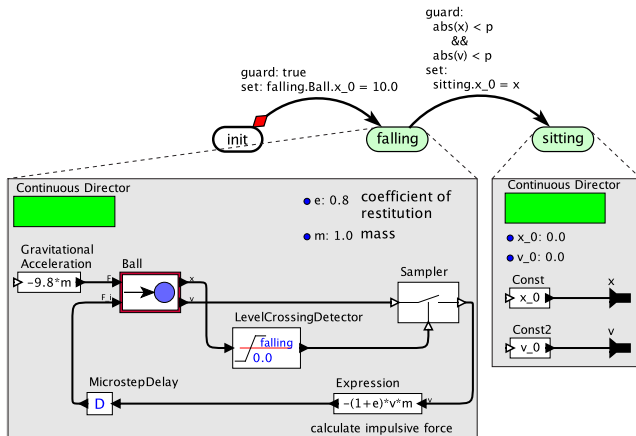 guard:
abs(x) < p
&&
abs(v) < p
set:
sitting.x_0 = x
guard: true
set: falling.Ball.x_0 = 10.0
init
falling
sitting
Continuous Director
e: 0.8
coefficient of
restitution
m: 1.0
mass
Gravitational
Acceleration
-9.8*m
Ball
F
F_i
x
v
Sampler
LevelCrossingDetector
falling
0.0
MicrostepDelay
D
Expression
-(1+e)*v*m
v
calculate impulsive force
Continuous Director
x_0: 0.0
v_0: 0.0
Const
x_0
x
Const2
v_0
v